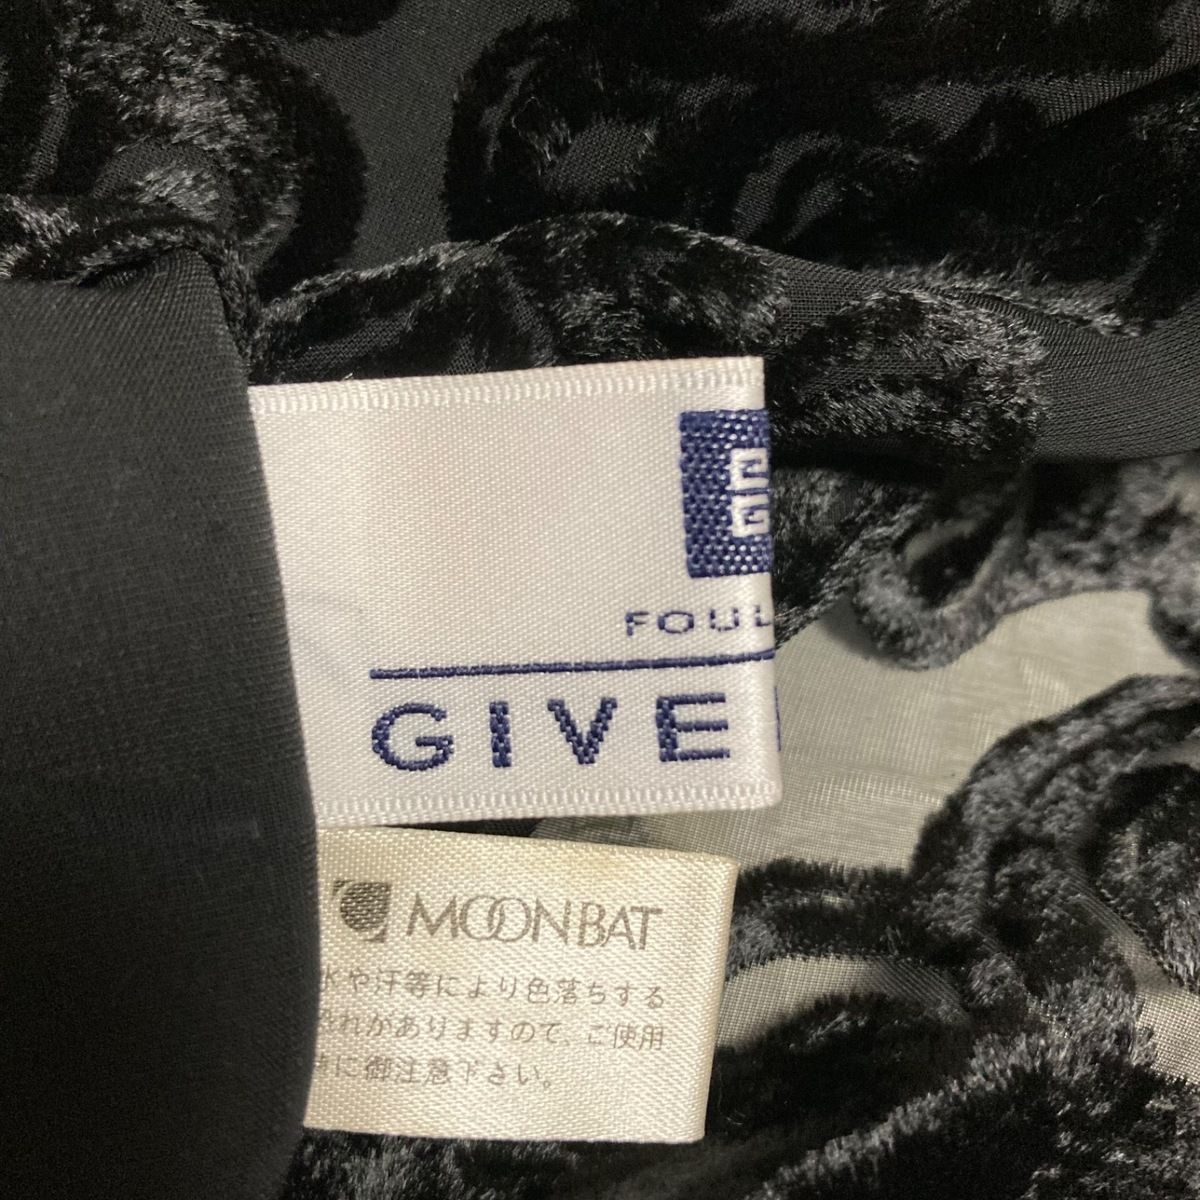 FOUL
GIVE
MOONBAT
水や汗等により色落ちする
恐れがありますので、ご使用
時に御注意下さい。